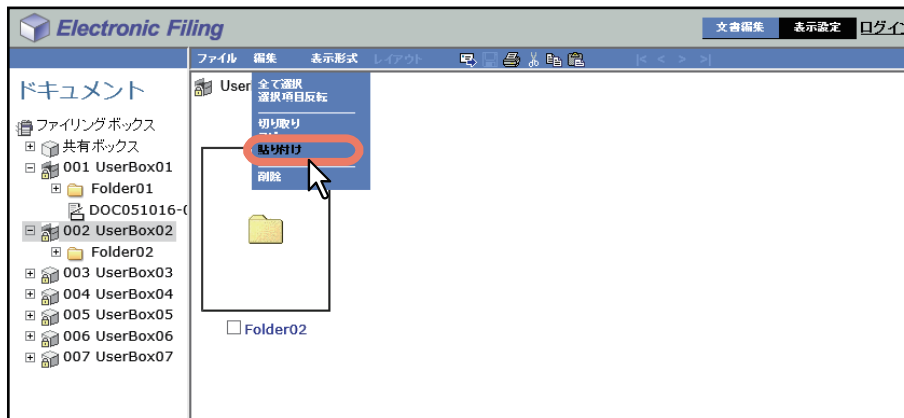 Electronic Filing
文書編集
表示設定
ログイン
ファイル 編集 表示形式 レイアウト |< < > >|
ドキュメント
ファイリングボックス
共有ボックス
001 UserBox01
Folder01
DOC051016-0
002 UserBox02
Folder02
003 UserBox03
004 UserBox04
005 UserBox05
006 UserBox06
007 UserBox07
User
全て選択
選択項目反転
切り取り
貼り付け
削除
Folder02